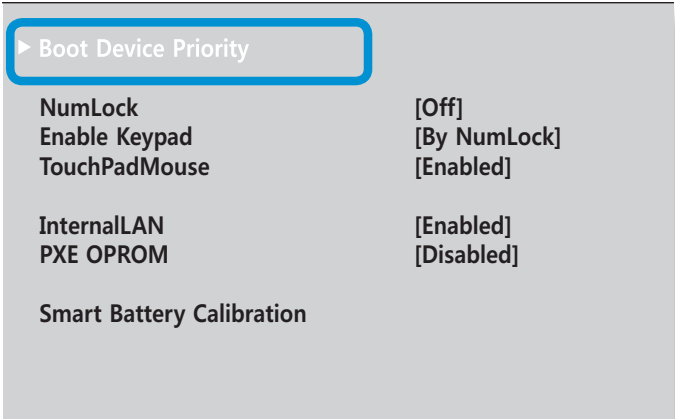 ▶ Boot Device Priority
NumLock [Off]
Enable Keypad [By NumLock]
TouchPadMouse [Enabled]
InternalLAN [Enabled]
PXE OPROM [Disabled]
Smart Battery Calibration